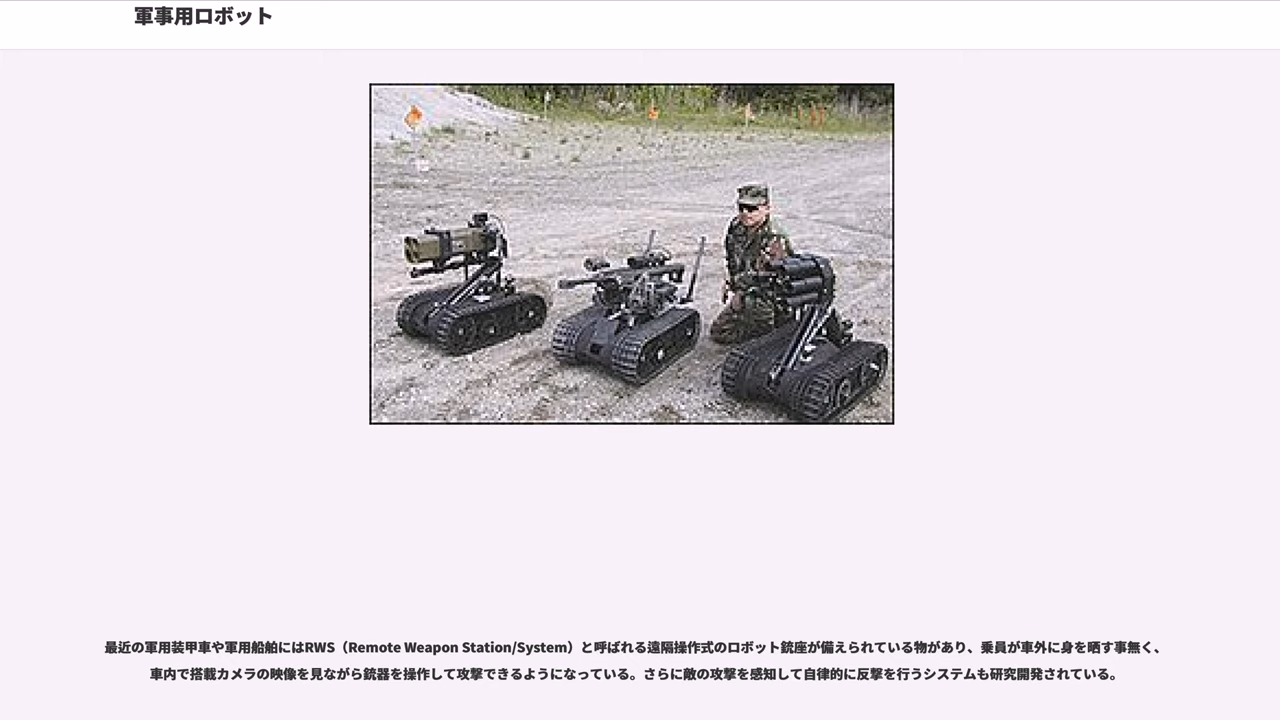 軍事用ロボット
最近の軍用装甲車や軍用船舶にはRWS（Remote Weapon Station/System）と呼ばれる遠隔操作式のロボット銃座が備えられている物があり、乗員が車外に身を晒す事無く、
車内で搭載カメラの映像を見ながら銃器を操作して攻撃できるようになっている。さらに敵の攻撃を感知して自律的に反撃を行うシステムも研究開発されている。